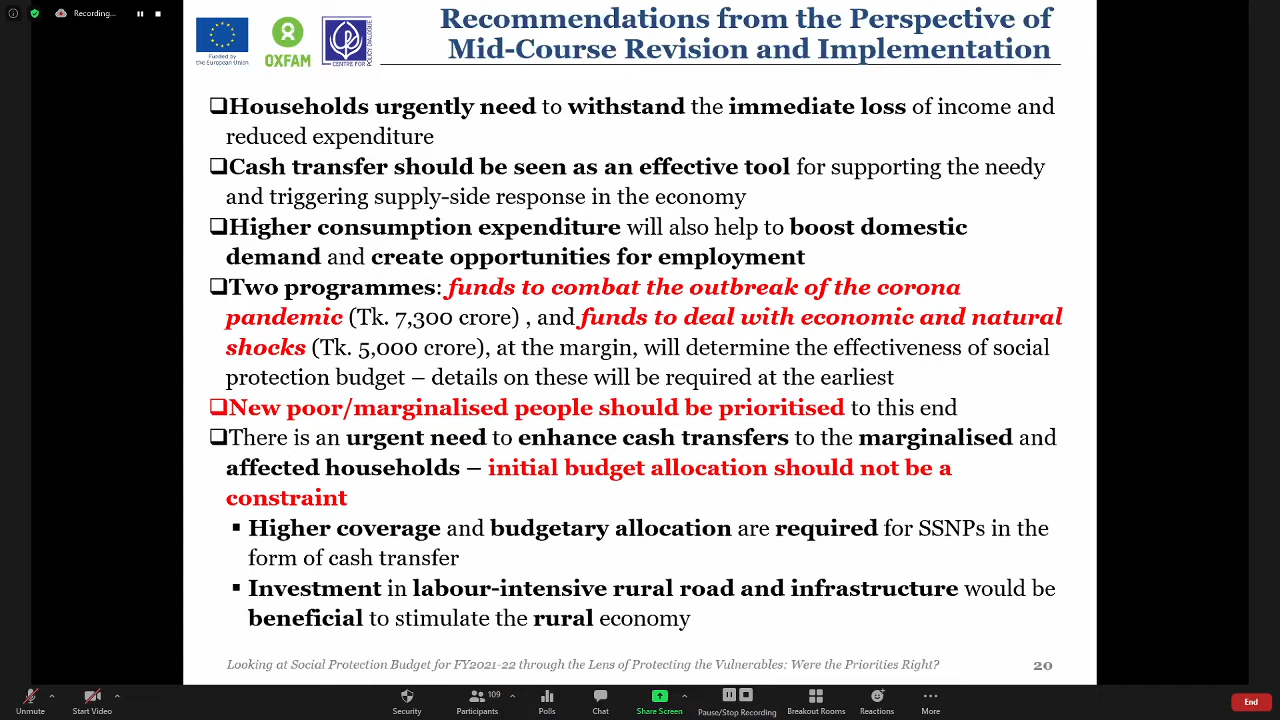 Recording...
Recommendations from the Perspective of
Mid-Course Revision and Implementation
Funded by
the European Union
OXFAM
CENTRE FOR POLICY DIALOGUE
❑Households urgently need to withstand the immediate loss of income and
reduced expenditure
❑Cash transfer should be seen as an effective tool for supporting the needy
and triggering supply-side response in the economy
❑Higher consumption expenditure will also help to boost domestic
demand and create opportunities for employment
❑Two programmes: funds to combat the outbreak of the corona
pandemic (Tk. 7,300 crore) , and funds to deal with economic and natural
shocks (Tk. 5,000 crore), at the margin, will determine the effectiveness of social
protection budget – details on these will be required at the earliest
❑New poor/marginalised people should be prioritised to this end
❑There is an urgent need to enhance cash transfers to the marginalised and
affected households – initial budget allocation should not be a
constraint
▪ Higher coverage and budgetary allocation are required for SSNPs in the
form of cash transfer
▪ Investment in labour-intensive rural road and infrastructure would be
beneficial to stimulate the rural economy
Looking at Social Protection Budget for FY2021-22 through the Lens of Protecting the Vulnerables: Were the Priorities Right? 20
Unmute
Start Video
Security
Participants 109
Polls
Chat
Share Screen
Pause/Stop Recording
Breakout Rooms
Reactions
More
End